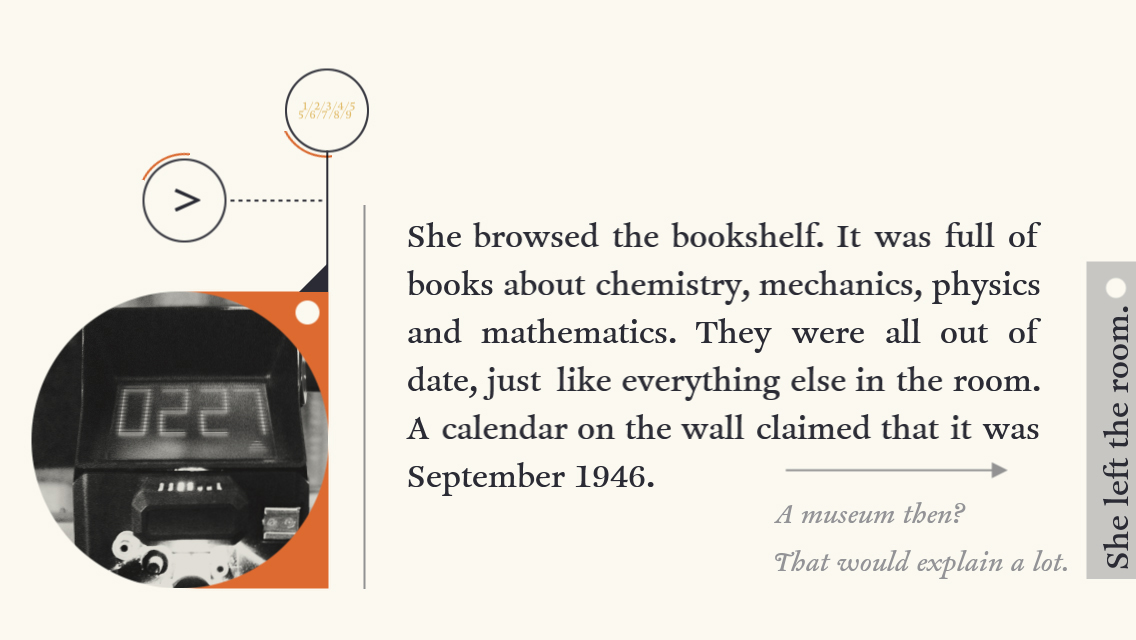 1/2/3/4/5
5/6/7/8/9
>
0227
She browsed the bookshelf. It was full of
books about chemistry, mechanics, physics
and mathematics. They were all out of
date, just like everything else in the room.
A calendar on the wall claimed that it was
September 1946.
A museum then?
That would explain a lot.
She left the room.